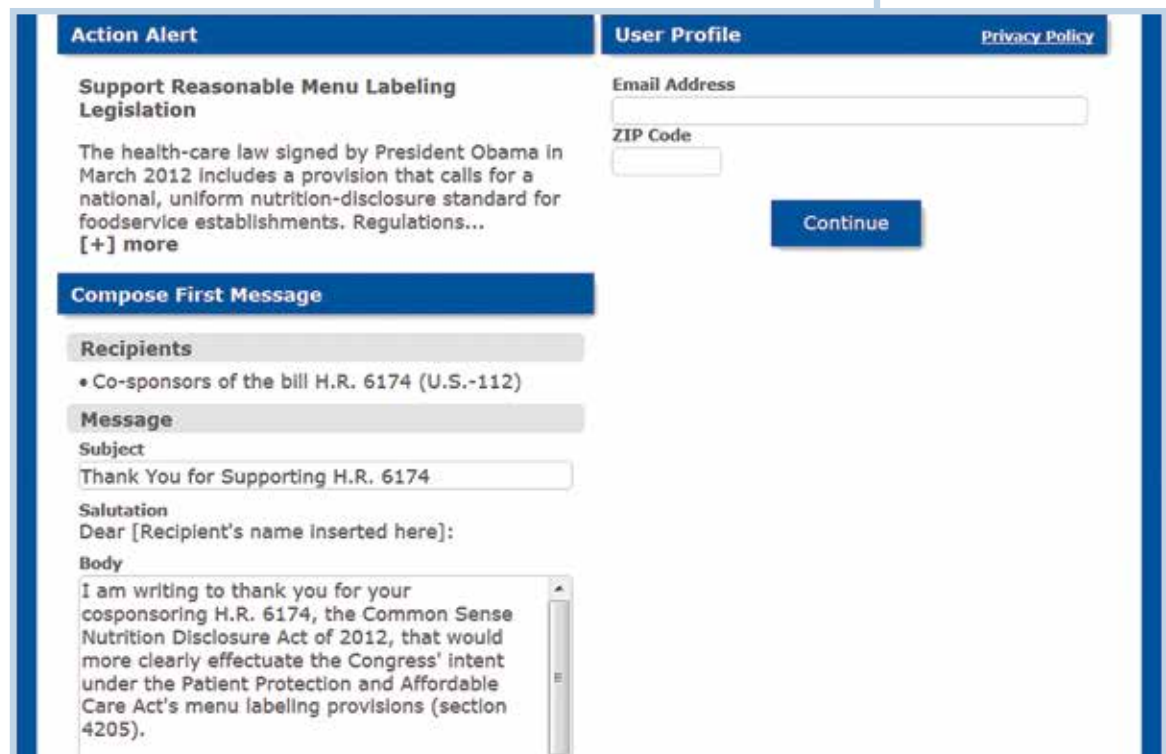 Action Alert
Support Reasonable Menu Labeling
Legislation
The health-care law signed by President Obama in
March 2012 includes a provision that calls for a
national, uniform nutrition-disclosure standard for
foodservice establishments. Regulations...
[+] more
Compose First Message
Recipients
• Co-sponsors of the bill H.R. 6174 (U.S.-112)
Message
Subject
Thank You for Supporting H.R. 6174
Salutation
Dear [Recipient's name inserted here]:
Body
I am writing to thank you for your
cosponsoring H.R. 6174, the Common Sense
Nutrition Disclosure Act of 2012, that would
more clearly effectuate the Congress' intent
under the Patient Protection and Affordable
Care Act's menu labeling provisions (section
4205).
User Profile
Privacy Policy
Email Address
ZIP Code
Continue